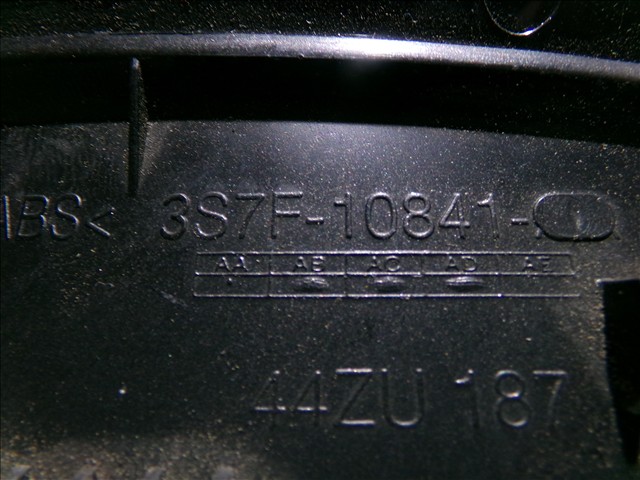 ABS< 3S7F-10841-
AA AB AC AD AE
44ZU 187